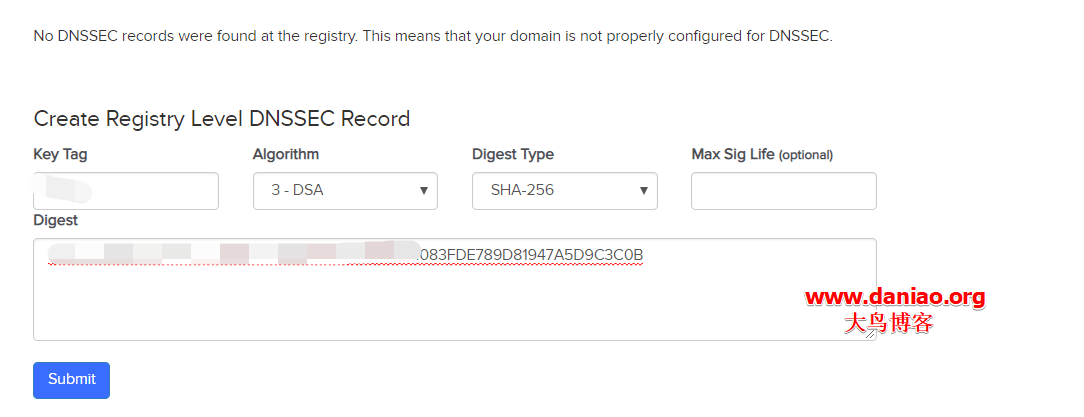 No DNSSEC records were found at the registry. This means that your domain is not properly configured for DNSSEC.
Create Registry Level DNSSEC Record
Key Tag Algorithm Digest Type Max Sig Life (optional)
3 - DSA SHA-256
Digest
083FDE789D81947A5D9C3C0B
www.daniao.org
大鸟博客
Submit